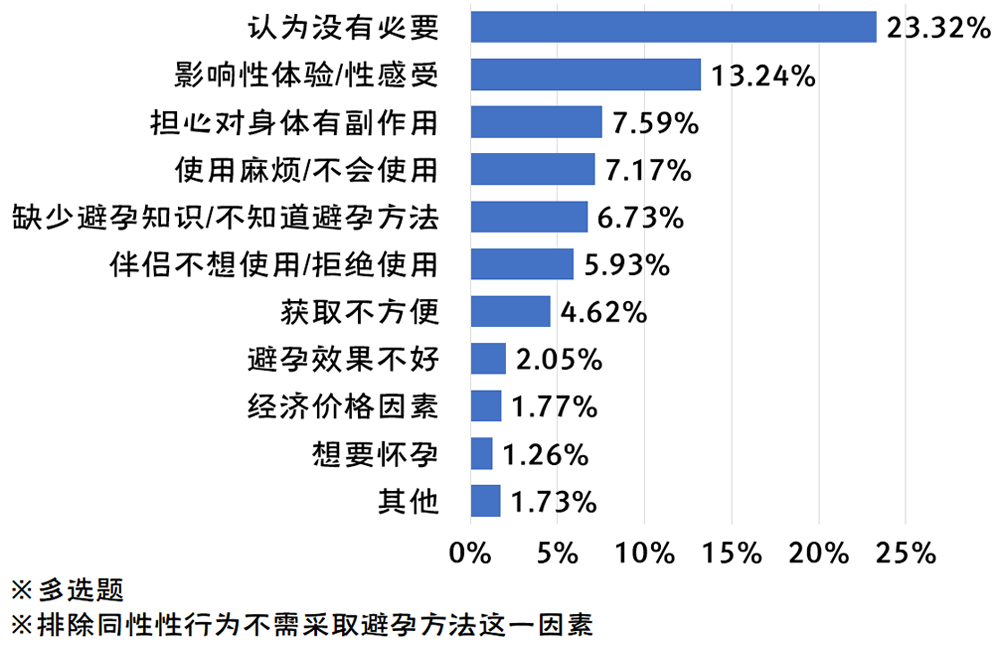 认为没有必要 23.32%
影响性体验/性感受 13.24%
担心对身体有副作用 7.59%
使用麻烦/不会使用 7.17%
缺少避孕知识/不知道避孕方法 6.73%
伴侣不想使用/拒绝使用 5.93%
获取不方便 4.62%
避孕效果不好 2.05%
经济价格因素 1.77%
想要怀孕 1.26%
其他 1.73%
0% 5% 10% 15% 20% 25%
※多选题
※排除同性性行为不需采取避孕方法这一因素